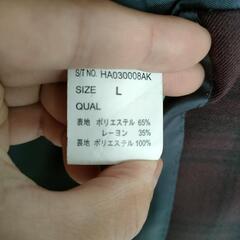 S/T NO. HA030008AK
SIZE L
QUAL
表地 ポリエステル 65%
レーヨン 35%
裏地 ポリエステル 100%